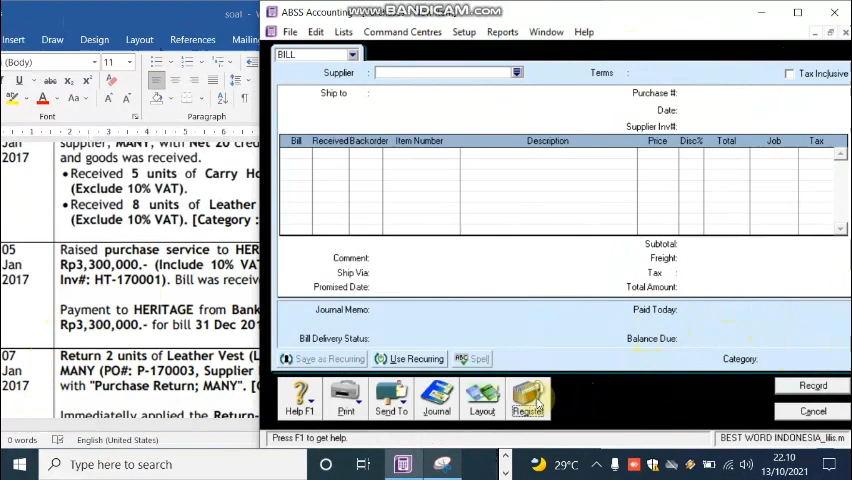 www.BANDICAM.com
soal
ABSS Accounting
Insert Draw Design Layout References Mailin
(Body) 11
File Edit Lists Command Centres Setup Reports Window Help
BILL
Supplier :
Terms :
Tax Inclusive
Ship to :
Purchase #:
Date:
Supplier Inv#:
Font
Paragraph
Bill Received Backorder Item Number Description Price Disc% Total Job Tax
Jan
2017
supplier, MANY, with Net 20 cred
and goods was received.
•Received 5 units of Carry Ho
(Exclude 10% VAT).
•Received 8 units of Leather
(Exclude 10% VAT). [Category :
05
Jan
2017
Raised purchase service to HER
Rp3,300,000.- (Include 10% VA
Inv#: HT-170001). Bill was receiv
Payment to HERITAGE from Bank
Rp3,300,000.- for bill 31 Dec 201
07
Jan
2017
Return 2 units of Leather Vest (L
MANY (PO#: P-170003, Supplier
with "Purchase Return; MANY". [C
Immediately applied the Return-
Subtotal:
Comment:
Freight:
Ship Via:
Tax :
Promised Date:
Total Amount:
Journal Memo:
Paid Today:
Bill Delivery Status:
Balance Due:
Save as Recurring Use Recurring Spell
Category:
Help F1 Print Send To Journal Layout Register
Record
Cancel
0 words English (United States)
Press F1 to get help.
BEST WORD INDONESIA_lilis.m
Type here to search
29°C
22.10
13/10/2021